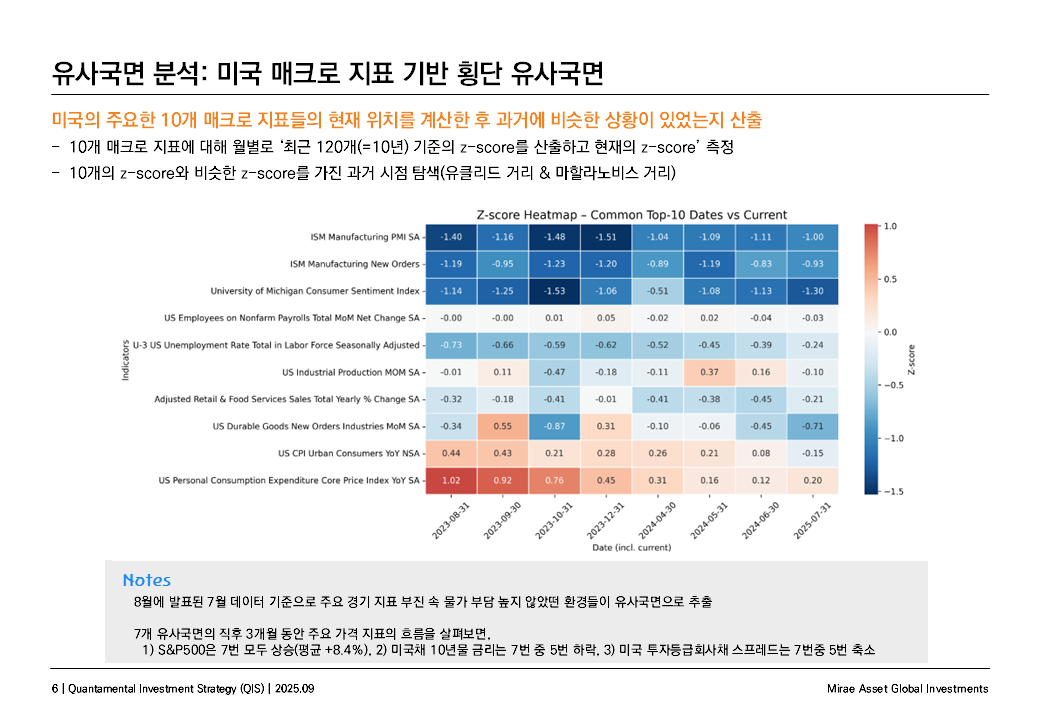 유사국면 분석: 미국 매크로 지표 기반 횡단 유사국면
미국의 주요한 10개 매크로 지표들의 현재 위치를 계산한 후 과거에 비슷한 상황이 있었는지 산출
- 10개 매크로 지표에 대해 월별로 ‘최근 120개(=10년) 기준의 z-score를 산출하고 현재의 z-score’ 측정
- 10개의 z-score와 비슷한 z-score를 가진 과거 시점 탐색(유클리드 거리 & 마할라노비스 거리)
Z-score Heatmap – Common Top-10 Dates vs Current
Indicators
ISM Manufacturing PMI SA -1.40 -1.16 -1.48 -1.51 -1.04 -1.09 -1.11 -1.00
ISM Manufacturing New Orders -1.19 -0.95 -1.23 -1.20 -0.89 -1.19 -0.83 -0.93
University of Michigan Consumer Sentiment Index -1.14 -1.25 -1.53 -1.06 -0.51 -1.08 -1.13 -1.30
US Employees on Nonfarm Payrolls Total MoM Net Change SA -0.00 -0.00 0.01 0.05 -0.02 0.02 -0.04 -0.03
U-3 US Unemployment Rate Total in Labor Force Seasonally Adjusted -0.73 -0.66 -0.59 -0.62 -0.52 -0.45 -0.39 -0.24
US Industrial Production MOM SA -0.01 0.11 -0.47 -0.18 -0.11 0.37 0.16 -0.10
Adjusted Retail & Food Services Sales Total Yearly % Change SA -0.32 -0.18 -0.41 -0.01 -0.41 -0.38 -0.45 -0.21
US Durable Goods New Orders Industries MoM SA -0.34 0.55 -0.87 0.31 -0.10 -0.06 -0.45 -0.71
US CPI Urban Consumers YoY NSA 0.44 0.43 0.21 0.28 0.26 0.21 0.08 -0.15
US Personal Consumption Expenditure Core Price Index YoY SA 1.02 0.92 0.76 0.45 0.31 0.16 0.12 0.20
2023-08-31 2023-09-30 2023-10-31 2023-12-31 2024-04-30 2024-05-31 2024-06-30 2025-07-31
Date (incl. current)
1.0
0.5
0.0
−0.5
−1.0
−1.5
Z-score
Notes
8월에 발표된 7월 데이터 기준으로 주요 경기 지표 부진 속 물가 부담 높지 않았던 환경들이 유사국면으로 추출
7개 유사국면의 직후 3개월 동안 주요 가격 지표의 흐름을 살펴보면,
1) S&P500은 7번 모두 상승(평균 +8.4%), 2) 미국채 10년물 금리는 7번 중 5번 하락, 3) 미국 투자등급회사채 스프레드는 7번중 5번 축소
6 | Quantamental Investment Strategy (QIS) | 2025.09
Mirae Asset Global Investments